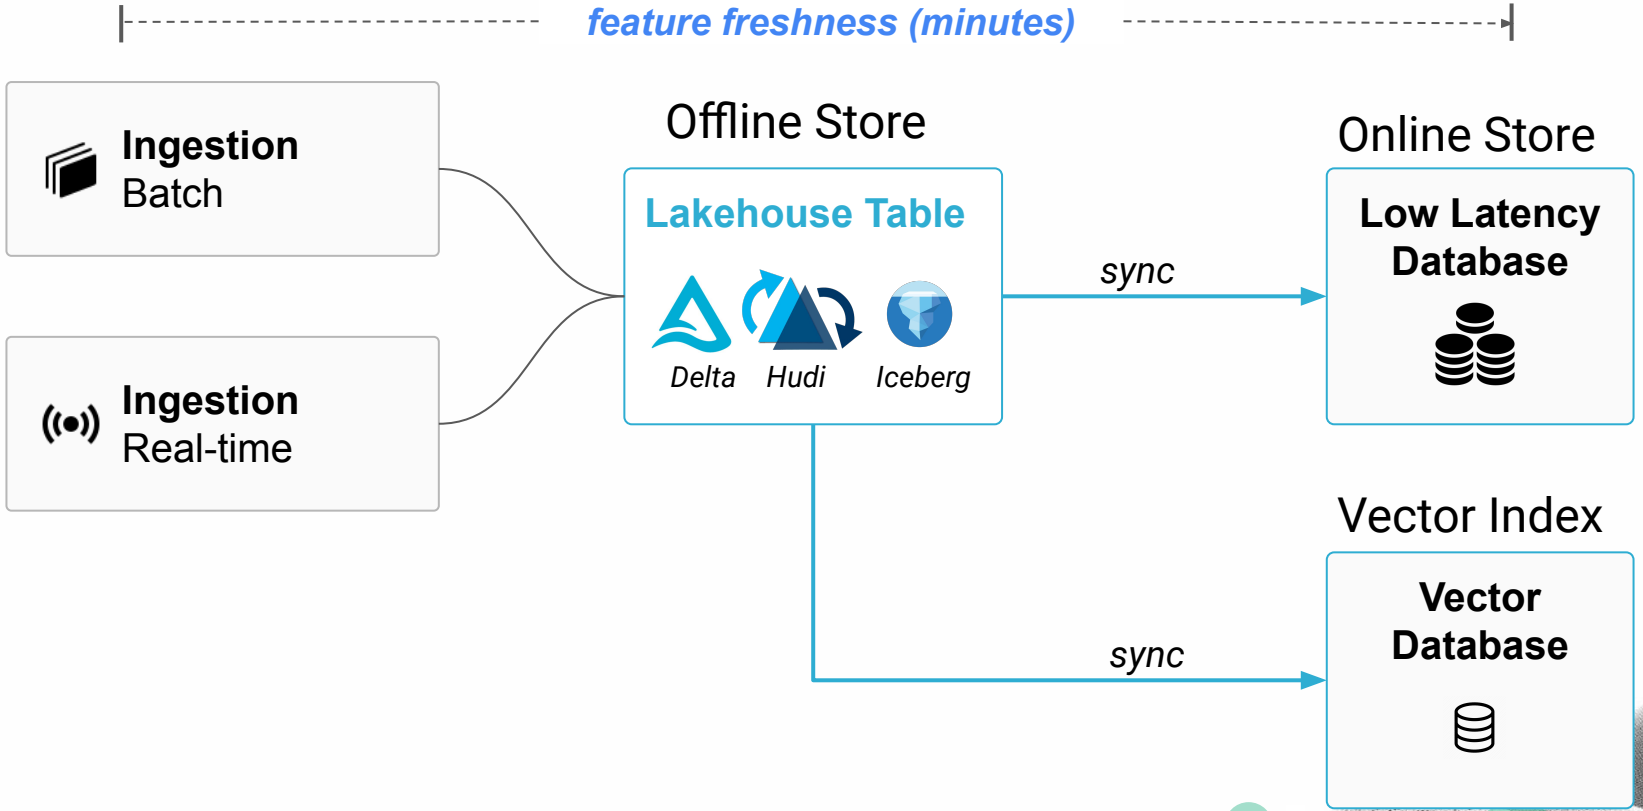 feature freshness (minutes)
Ingestion
Batch
Ingestion
Real-time
Offline Store
Lakehouse Table
Delta
Hudi
Iceberg
sync
Online Store
Low Latency
Database
sync
Vector Index
Vector
Database